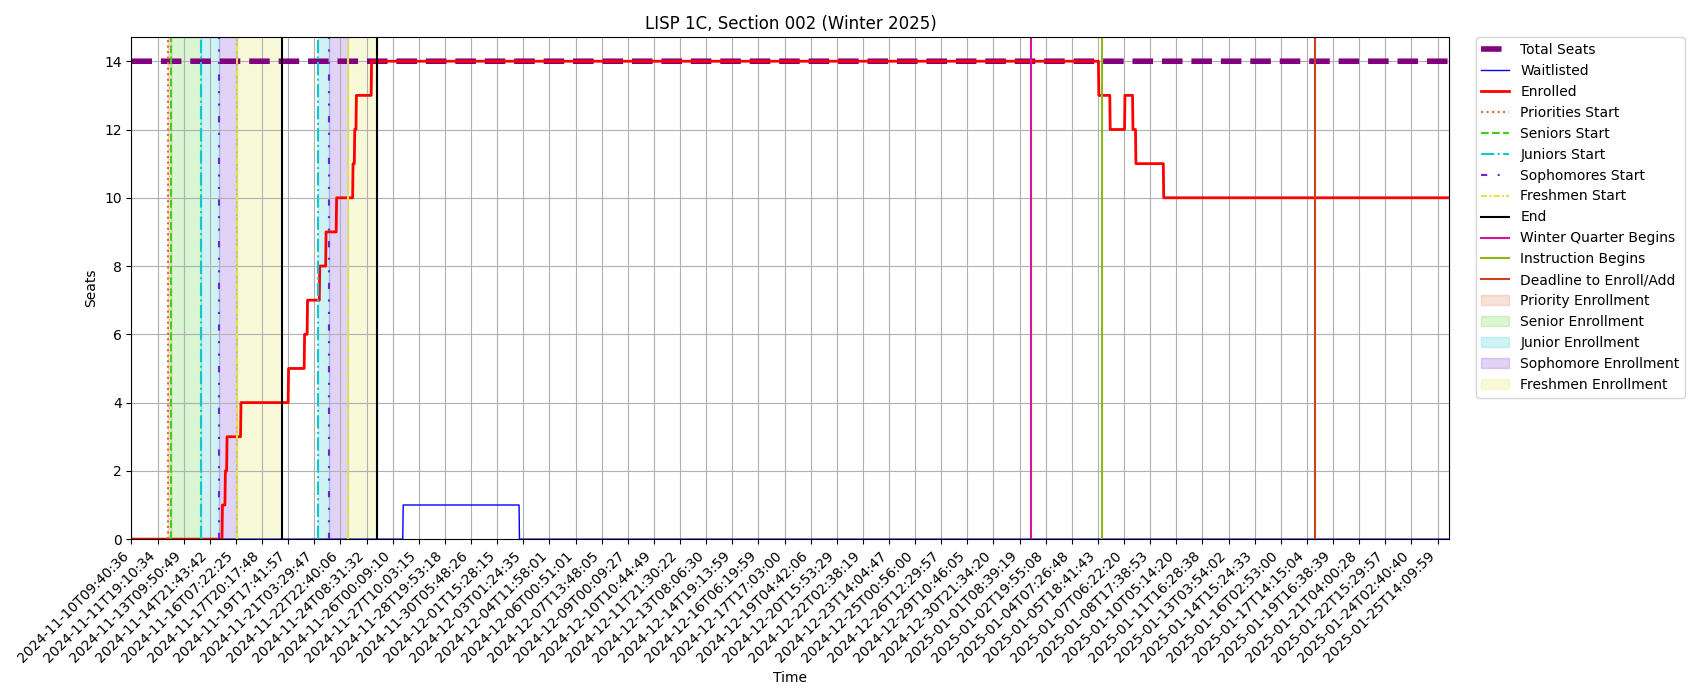 LISP 1C, Section 002 (Winter 2025)
Seats
14
12
10
8
6
4
2
0
2024-11-10T09:40:36
2024-11-11T19:10:34
2024-11-13T09:50:49
2024-11-14T21:43:42
2024-11-16T07:22:25
2024-11-17T20:17:48
2024-11-19T17:41:57
2024-11-21T03:29:47
2024-11-22T22:40:06
2024-11-24T08:31:32
2024-11-26T00:09:10
2024-11-27T10:03:15
2024-11-28T19:53:18
2024-11-30T05:48:26
2024-12-01T15:28:15
2024-12-03T01:24:35
2024-12-04T11:58:01
2024-12-06T00:51:01
2024-12-07T13:48:05
2024-12-09T00:09:27
2024-12-10T10:44:49
2024-12-11T21:30:22
2024-12-13T08:06:30
2024-12-14T19:13:59
2024-12-16T06:19:59
2024-12-17T17:03:00
2024-12-19T04:42:06
2024-12-20T15:53:29
2024-12-22T02:38:19
2024-12-23T14:04:47
2024-12-25T00:56:00
2024-12-26T12:29:57
2024-12-29T10:46:05
2024-12-30T21:34:20
2025-01-01T08:39:19
2025-01-02T19:55:08
2025-01-04T07:26:48
2025-01-05T18:41:43
2025-01-07T06:22:20
2025-01-08T17:38:53
2025-01-10T05:14:20
2025-01-11T16:28:38
2025-01-13T03:54:02
2025-01-14T15:24:33
2025-01-16T02:53:00
2025-01-17T14:15:04
2025-01-19T16:38:39
2025-01-21T04:00:28
2025-01-22T15:29:57
2025-01-24T02:40:40
2025-01-25T14:09:59
Time
Total Seats
Waitlisted
Enrolled
Priorities Start
Seniors Start
Juniors Start
Sophomores Start
Freshmen Start
End
Winter Quarter Begins
Instruction Begins
Deadline to Enroll/Add
Priority Enrollment
Senior Enrollment
Junior Enrollment
Sophomore Enrollment
Freshmen Enrollment